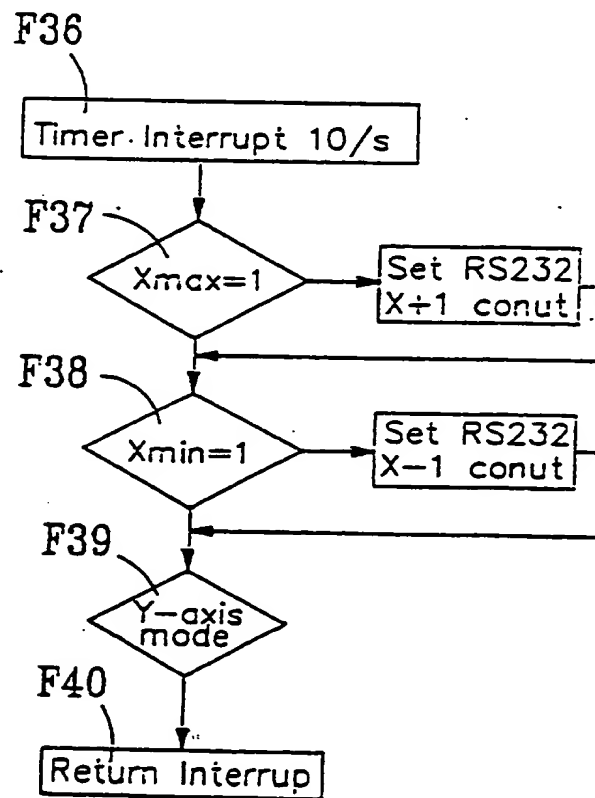 F36
Timer Interrupt 10/s
F37
Xmax=1
Set RS232
X+1 conut
F38
Xmin=1
Set RS232
X-1 conut
F39
Y-axis
mode
F40
Return Interrup